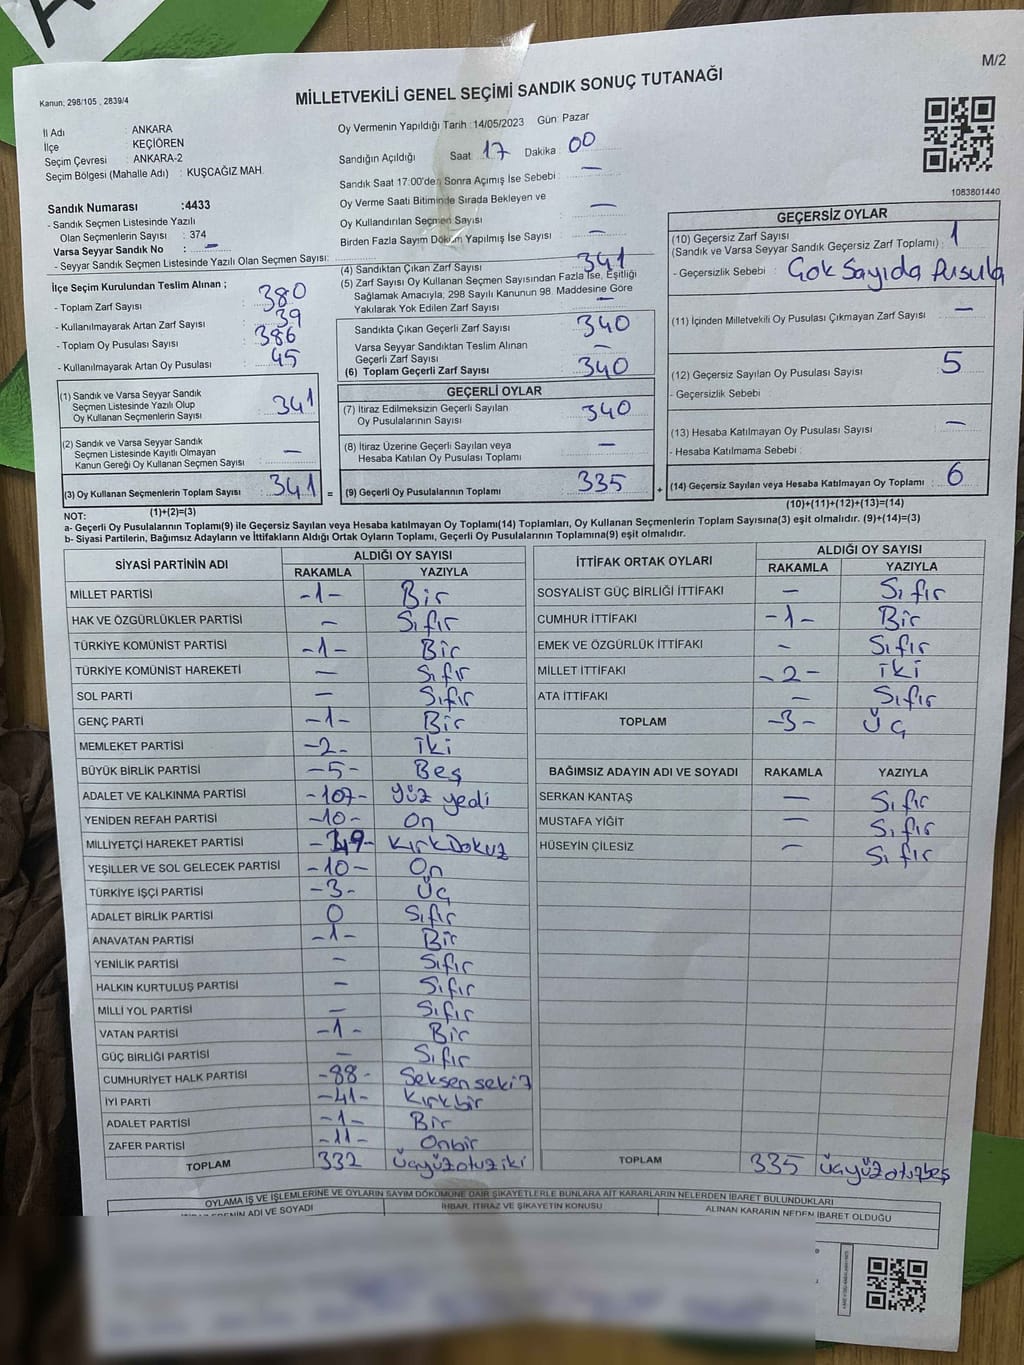 M/2
MİLLETVEKİLİ GENEL SEÇİMİ SANDIK SONUÇ TUTANAĞI
Kanun: 298/105 , 2839/4
İl Adı : ANKARA
İlçe : KEÇİÖREN
Seçim Çevresi : ANKARA-2
Seçim Bölgesi (Mahalle Adı) : KUŞCAĞIZ MAH.
Oy Vermenin Yapıldığı Tarih :14/05/2023 Gün: Pazar
Sandığın Açıldığı Saat 17 Dakika : 00
Sandık Saat 17:00'den Sonra Açımış İse Sebebi : —
Oy Verme Saati Bitiminde Sırada Bekleyen ve
Oy Kullandırılan Seçmen Sayısı : —
Birden Fazla Sayım Döküm Yapılmış İse Sayısı : —
1083801440
Sandık Numarası :4433
- Sandık Seçmen Listesinde Yazılı
Olan Seçmenlerin Sayısı : 374
Varsa Seyyar Sandık No : —
- Seyyar Sandık Seçmen Listesinde Yazılı Olan Seçmen Sayısı:
İlçe Seçim Kurulundan Teslim Alınan ;
- Toplam Zarf Sayısı : 380
- Kullanılmayarak Artan Zarf Sayısı : 39
- Toplam Oy Pusulası Sayısı : 386
- Kullanılmayarak Artan Oy Pusulası : 45
(1) Sandık ve Varsa Seyyar Sandık
Seçmen Listesinde Yazılı Olup
Oy Kullanan Seçmenlerin Sayısı : 341
(2) Sandık ve Varsa Seyyar Sandık
Seçmen Listesinde Kayıtlı Olmayan
Kanun Gereği Oy Kullanan Seçmen Sayısı : —
(3) Oy Kullanan Seçmenlerin Toplam Sayısı : 341 =
(1)+(2)=(3)
(4) Sandıktan Çıkan Zarf Sayısı : 341
(5) Zarf Sayısı Oy Kullanan Seçmen Sayısından Fazla İse, Eşitliği
Sağlamak Amacıyla; 298 Sayılı Kanunun 98. Maddesine Göre
Yakılarak Yok Edilen Zarf Sayısı : —
Sandıkta Çıkan Geçerli Zarf Sayısı : 340
Varsa Seyyar Sandıktan Teslim Alınan
Geçerli Zarf Sayısı : —
(6) Toplam Geçerli Zarf Sayısı : 340
GEÇERLİ OYLAR
(7) İtiraz Edilmeksizin Geçerli Sayılan
Oy Pusulalarının Sayısı : 340
(8) İtiraz Üzerine Geçerli Sayılan veya
Hesaba Katılan Oy Pusulası Toplamı : —
(9) Geçerli Oy Pusulalarının Toplamı : 335 +
GEÇERSİZ OYLAR
(10) Geçersiz Zarf Sayısı
(Sandık ve Varsa Seyyar Sandık Geçersiz Zarf Toplamı) : 1
- Geçersizlik Sebebi : Çok Sayıda Pusula
(11) İçinden Milletvekili Oy Pusulası Çıkmayan Zarf Sayısı : —
(12) Geçersiz Sayılan Oy Pusulası Sayısı : 5
- Geçersizlik Sebebi :
(13) Hesaba Katılmayan Oy Pusulası Sayısı : —
- Hesaba Katılmama Sebebi :
(14) Geçersiz Sayılan veya Hesaba Katılmayan Oy Toplamı : 6
(10)+(11)+(12)+(13)=(14)
NOT:
a- Geçerli Oy Pusulalarının Toplamı(9) ile Geçersiz Sayılan veya Hesaba katılmayan Oy Toplamı(14) Toplamları, Oy Kullanan Seçmenlerin Toplam Sayısına(3) eşit olmalıdır. (9)+(14)=(3)
b- Siyasi Partilerin, Bağımsız Adayların ve İttifakların Aldığı Ortak Oyların Toplamı, Geçerli Oy Pusulalarının Toplamına(9) eşit olmalıdır.
SİYASİ PARTİNİN ADI ALDIĞI OY SAYISI
RAKAMLA YAZIYLA
MİLLET PARTİSİ -1- Bir
HAK VE ÖZGÜRLÜKLER PARTİSİ — Sıfır
TÜRKİYE KOMÜNİST PARTİSİ -1- Bir
TÜRKİYE KOMÜNİST HAREKETİ — Sıfır
SOL PARTİ — Sıfır
GENÇ PARTİ -1- Bir
MEMLEKET PARTİSİ -2- İki
BÜYÜK BİRLİK PARTİSİ -5- Beş
ADALET VE KALKINMA PARTİSİ -107- yüz yedi
YENİDEN REFAH PARTİSİ -10- On
MİLLİYETÇİ HAREKET PARTİSİ -49- Kırk Dokuz
YEŞİLLER VE SOL GELECEK PARTİSİ -10- On
TÜRKİYE İŞÇİ PARTİSİ -3- Üç
ADALET BİRLİK PARTİSİ 0 Sıfır
ANAVATAN PARTİSİ -1- Bir
YENİLİK PARTİSİ — Sıfır
HALKIN KURTULUŞ PARTİSİ — Sıfır
MİLLİ YOL PARTİSİ — Sıfır
VATAN PARTİSİ -1- Bir
GÜÇ BİRLİĞİ PARTİSİ — Sıfır
CUMHURİYET HALK PARTİSİ -88- Seksen sekiz
İYİ PARTİ -41- Kırkbir
ADALET PARTİSİ -1- Bir
ZAFER PARTİSİ -11- Onbir
TOPLAM 332 Üçyüzotuziki
İTTİFAK ORTAK OYLARI ALDIĞI OY SAYISI
RAKAMLA YAZIYLA
SOSYALİST GÜÇ BİRLİĞİ İTTİFAKI — Sıfır
CUMHUR İTTİFAKI -1- Bir
EMEK VE ÖZGÜRLÜK İTTİFAKI — Sıfır
MİLLET İTTİFAKI -2- iki
ATA İTTİFAKI — Sıfır
TOPLAM -3- Üç
BAĞIMSIZ ADAYIN ADI VE SOYADI RAKAMLA YAZIYLA
SERKAN KANTAŞ — Sıfır
MUSTAFA YİĞİT — Sıfır
HÜSEYİN ÇİLESİZ — Sıfır
TOPLAM 335 üçyüzotuzbeş
OYLAMA İŞ VE İŞLEMLERİNE VE OYLARIN SAYIM DÖKÜMÜNE DAİR ŞİKAYETLERLE BUNLARA AİT KARARLARIN NELERDEN İBARET BULUNDUKLARI
ADI VE SOYADI İHBAR, İTİRAZ VE ŞİKAYETİN KONUSU ALINAN KARARIN NEDEN İBARET OLDUĞU